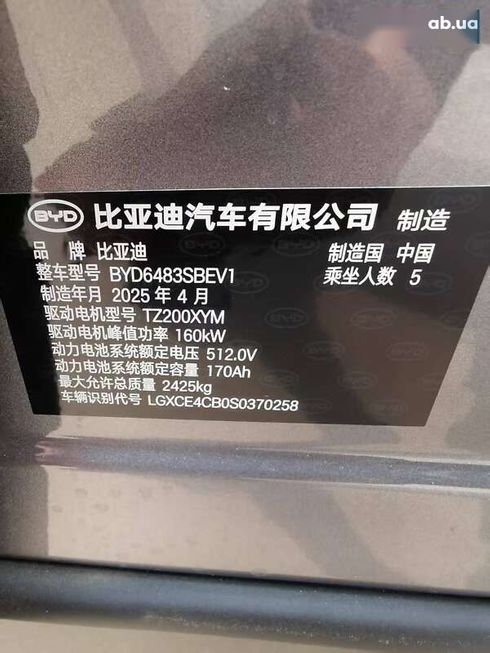 ab.ua
BYD 比亚迪汽车有限公司 制造
品 牌 比亚迪 制造国 中国
整车型号 BYD6483SBEV1 乘坐人数 5
制造年月 2025 年 4 月
驱动电机型号 TZ200XYM
驱动电机峰值功率 160kW
动力电池系统额定电压 512.0V
动力电池系统额定容量 170Ah
最大允许总质量 2425kg
车辆识别代号 LGXCE4CB0S0370258